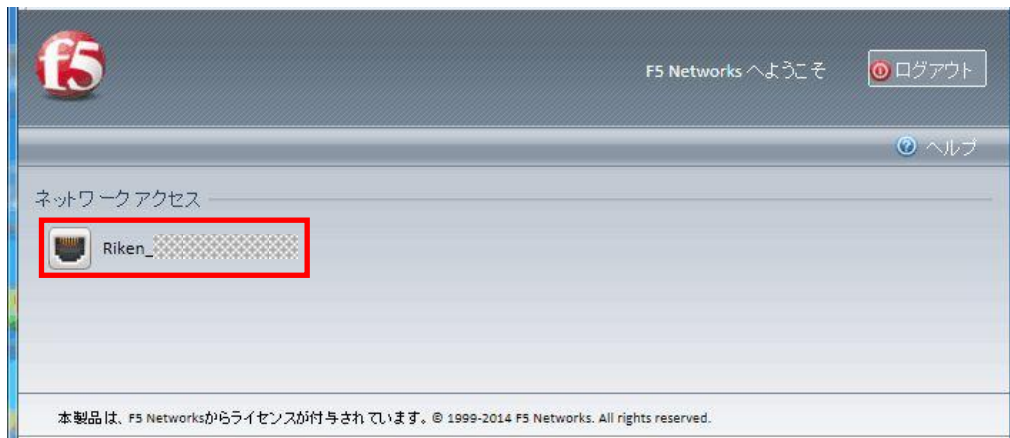 f5
F5 Networks へようこそ
ログアウト
ヘルプ
ネットワーク アクセス
Riken_
本製品は、F5 Networksからライセンスが付与されています。© 1999-2014 F5 Networks. All rights reserved.